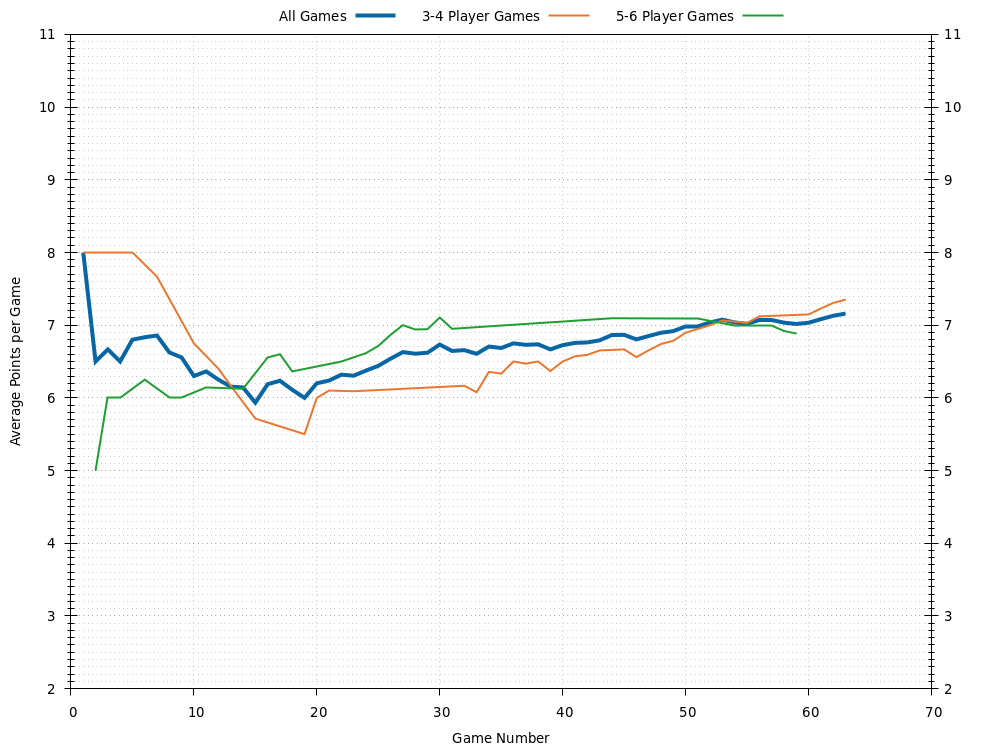 All Games 3-4 Player Games 5-6 Player Games
11 11
10 10
9 9
8 8
7 7
6 6
5 5
4 4
3 3
2 2
Average Points per Game
0 10 20 30 40 50 60 70
Game Number